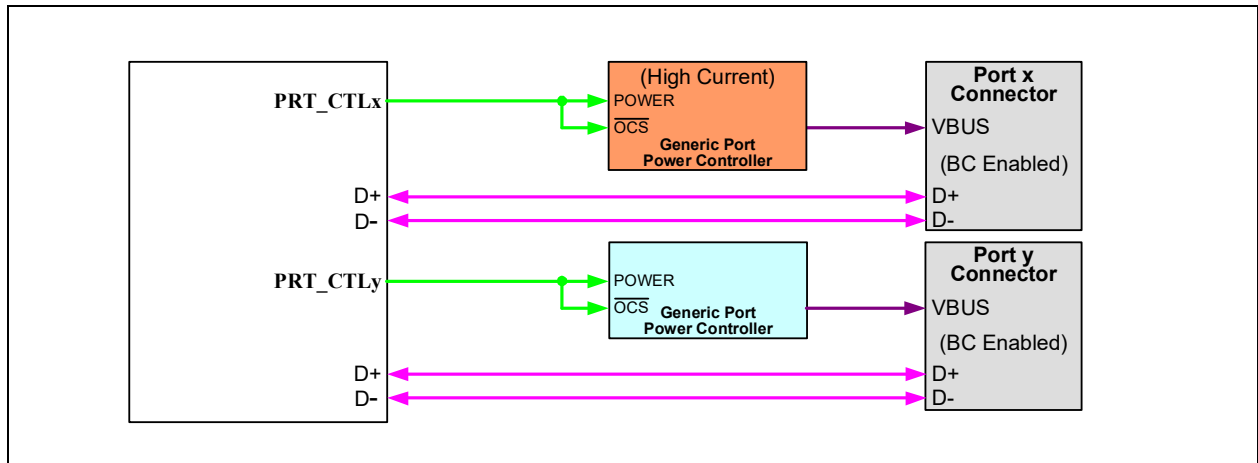 PRT_CTLx
D+
D-
PRT_CTLy
D+
D-
(High Current)
POWER
OCS
Generic Port
Power Controller
POWER
OCS
Generic Port
Power Controller
Port x
Connector
VBUS
(BC Enabled)
D+
D-
Port y
Connector
VBUS
(BC Enabled)
D+
D-